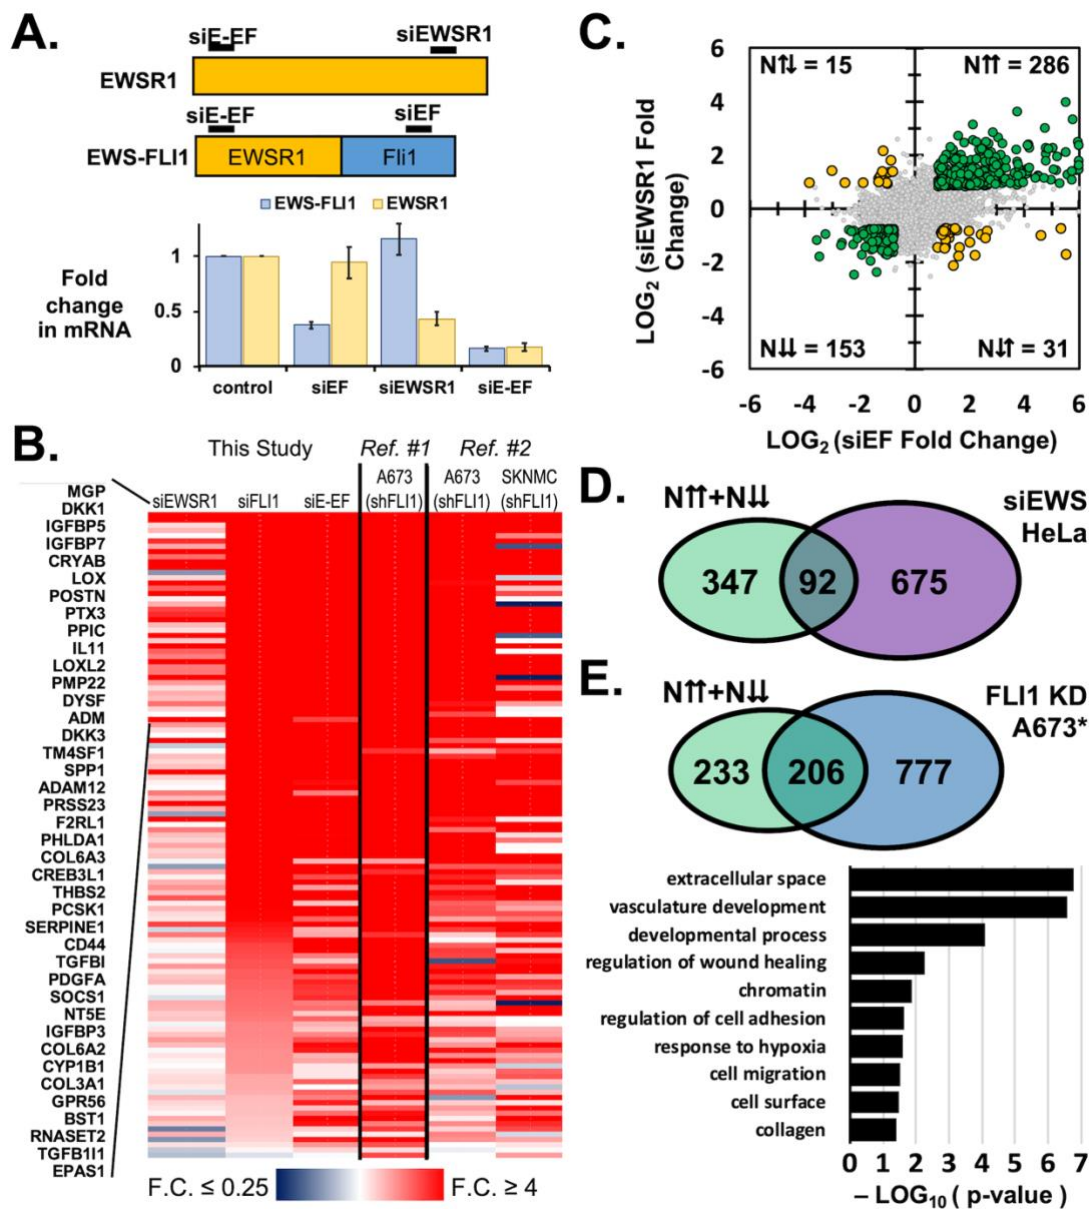 A.
siE-EF
siEWSR1
EWSR1
siE-EF
siEF
EWS-FLI1
EWSR1
Fli1
EWS-FLI1
EWSR1
Fold
change
in mRNA
1
0.5
0
control
siEF
siEWSR1
siE-EF
C.
LOG2 (siEWSR1 Fold
Change)
6
4
2
0
-2
-4
-6
N⇅ = 15
N⇈ = 286
N⇊ = 153
N⇵ = 31
-6
-4
-2
0
2
4
6
LOG2 (siEF Fold Change)
B.
This Study
Ref. #1
Ref. #2
siEWSR1
siFLI1
siE-EF
A673
(shFLI1)
A673
(shFLI1)
SKNMC
(shFLI1)
MGP
DKK1
IGFBP5
IGFBP7
CRYAB
LOX
POSTN
PTX3
PPIC
IL11
LOXL2
PMP22
DYSF
ADM
DKK3
TM4SF1
SPP1
ADAM12
PRSS23
F2RL1
PHLDA1
COL6A3
CREB3L1
THBS2
PCSK1
SERPINE1
CD44
TGFBI
PDGFA
SOCS1
NT5E
IGFBP3
COL6A2
CYP1B1
COL3A1
GPR56
BST1
RNASET2
TGFB1I1
EPAS1
F.C. ≤ 0.25
F.C. ≥ 4
D.
N⇈+N⇊
siEWS
HeLa
347
92
675
E.
N⇈+N⇊
FLI1 KD
A673*
233
206
777
extracellular space
vasculature development
developmental process
regulation of wound healing
chromatin
regulation of cell adhesion
response to hypoxia
cell migration
cell surface
collagen
0 1 2 3 4 5 6 7
– LOG10 ( p-value )